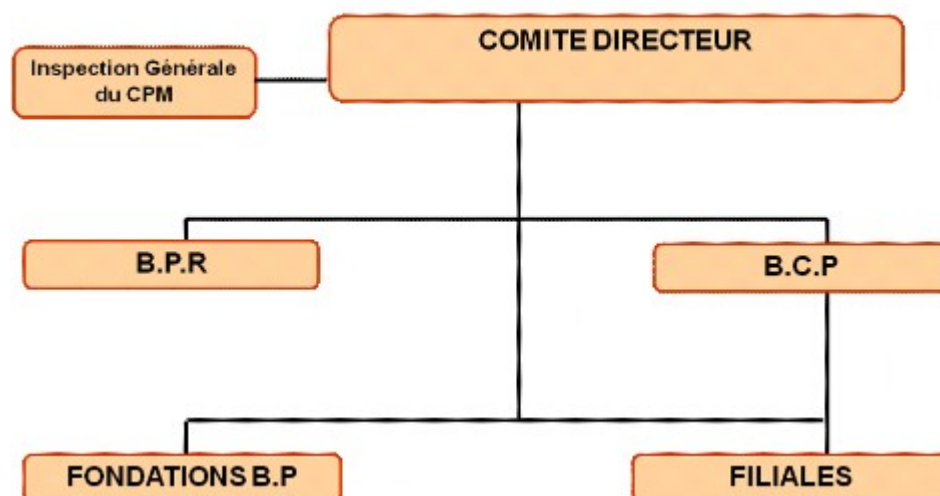 COMITE DIRECTEUR
Inspection Générale
du CPM
B.P.R
B.C.P
FONDATIONS B.P
FILIALES